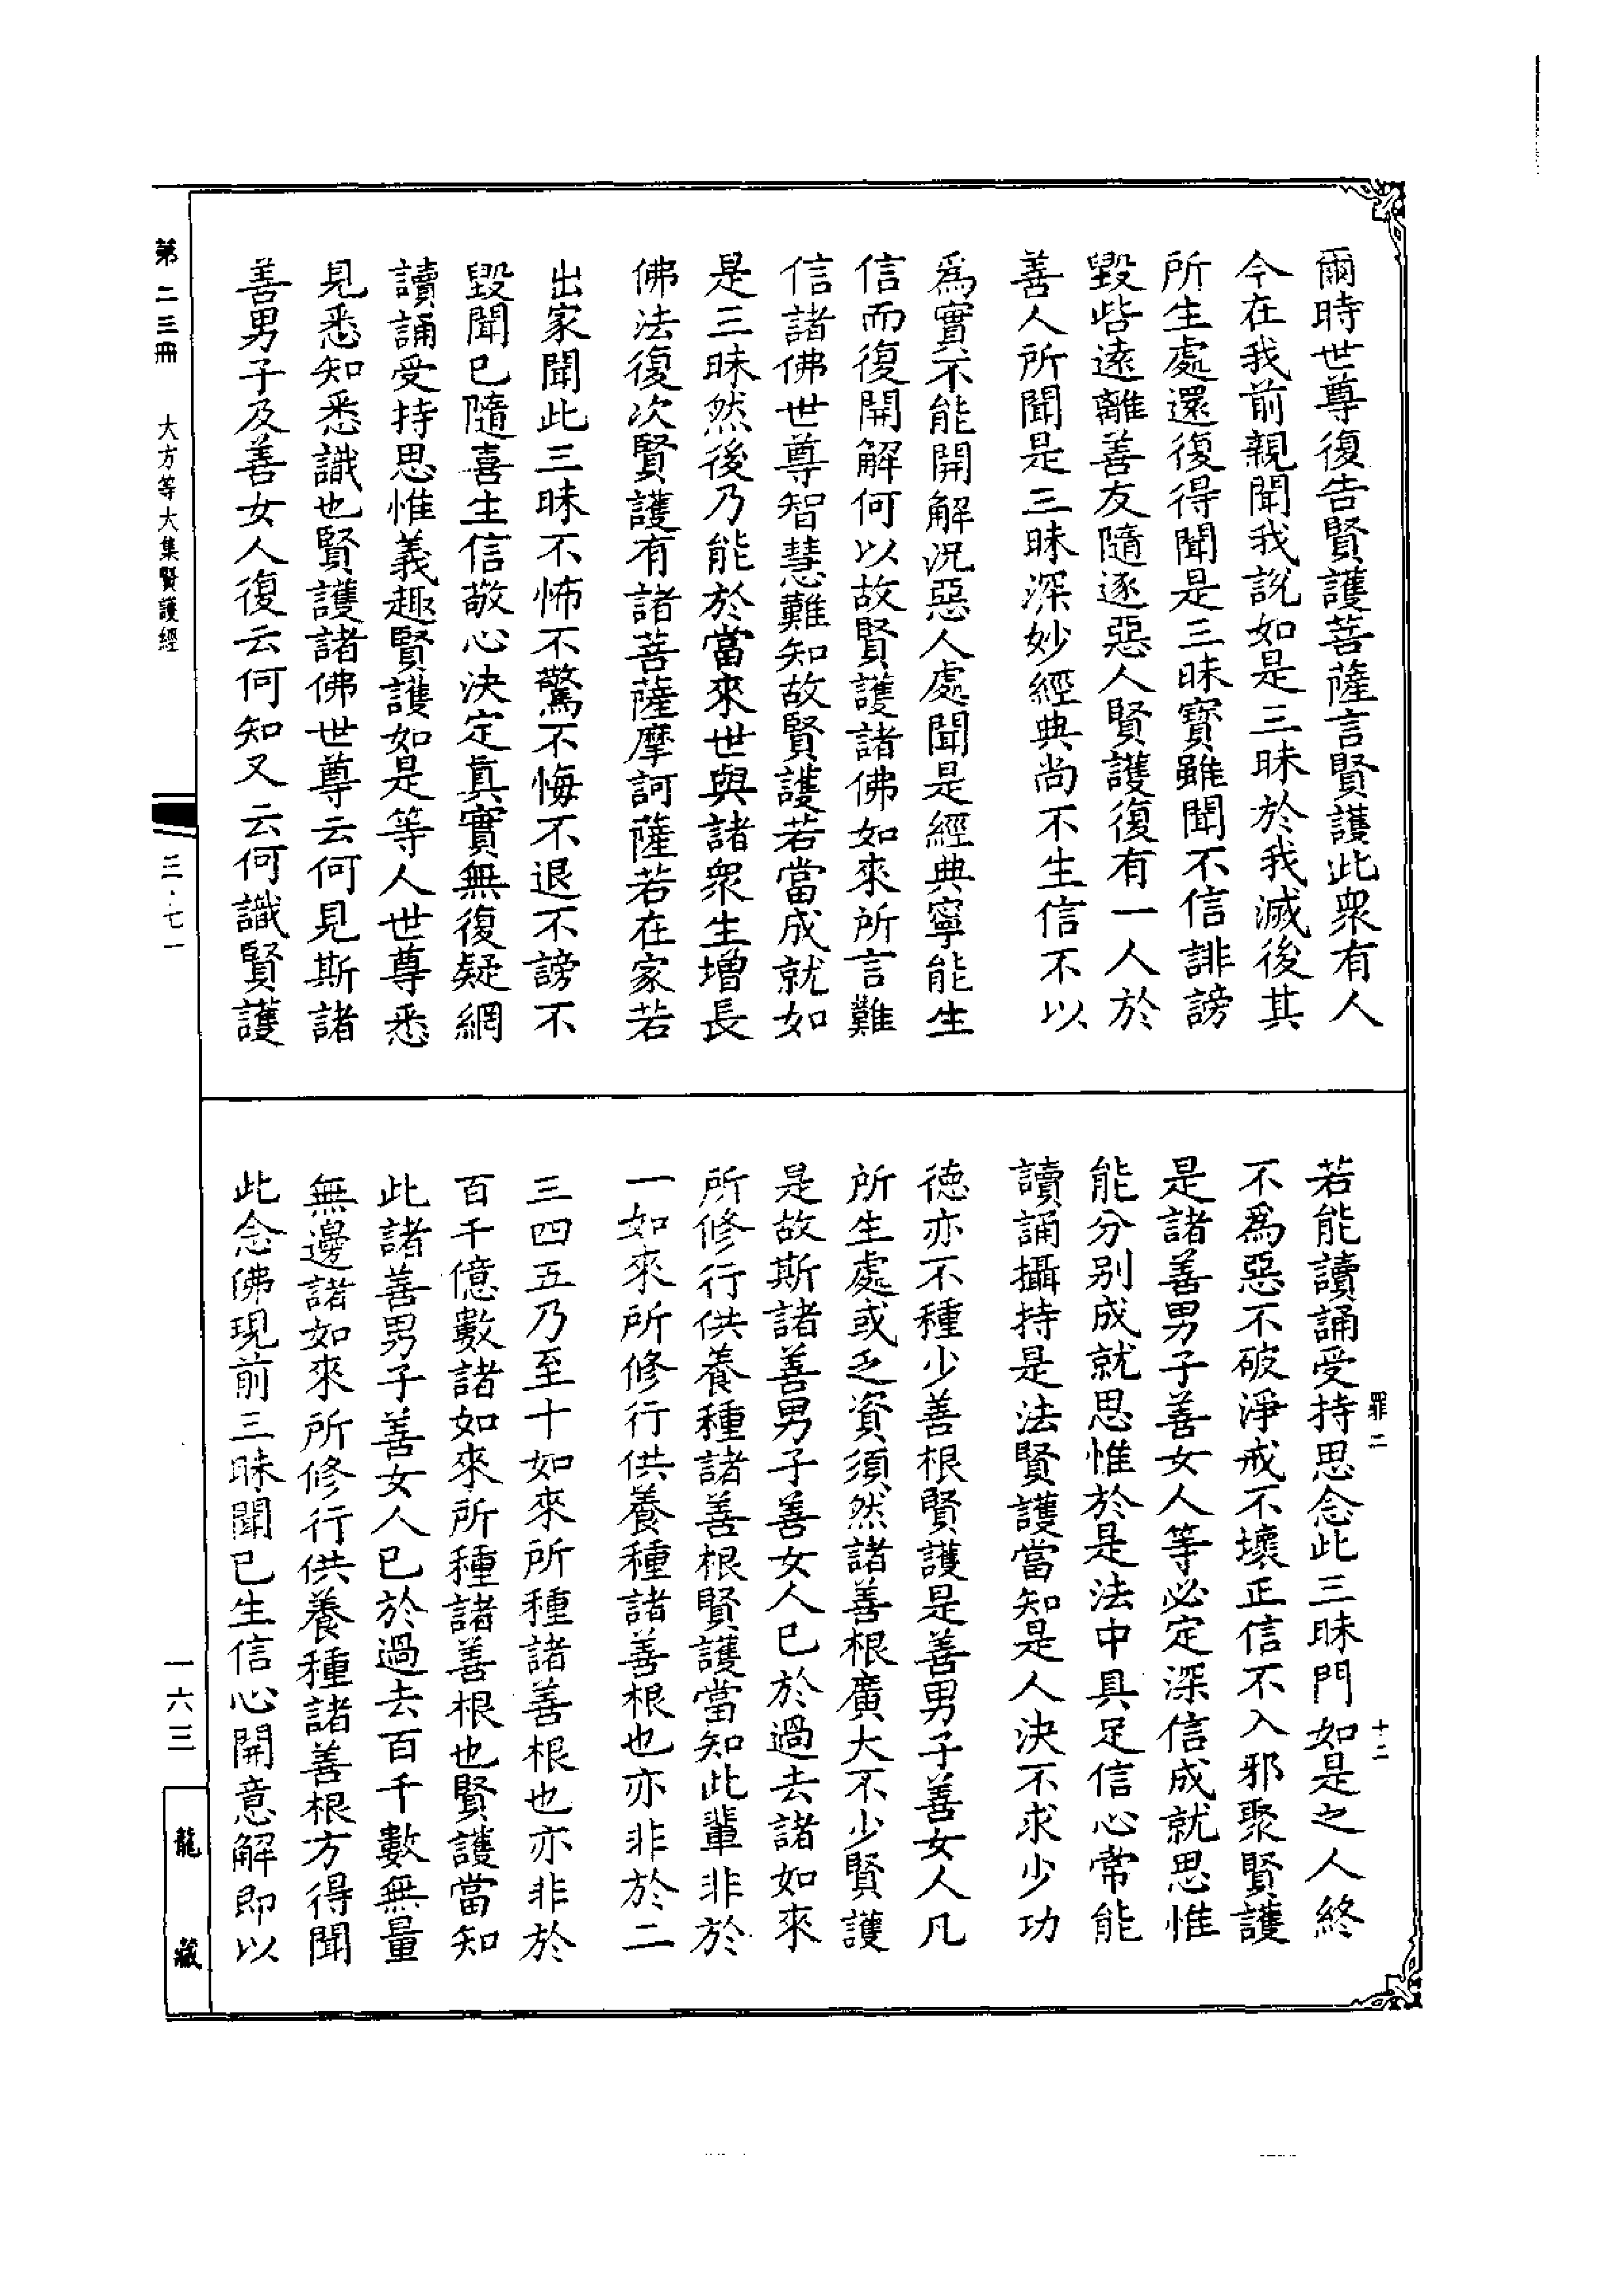 爾時世尊復告賢護菩薩言賢護此眾有人
今在我前親聞我說如是三昧於我滅後其
所生處還復得聞是三昧寶雖聞不信誹謗
毀呰遠離善友隨逐惡人賢護復有一人於
善人所聞是三昧深妙經典尚不生信不以
為實不能開解況惡人處聞是經典寧能生
信而復開解何以故賢護諸佛如來所言難
信諸佛世尊智慧難知故賢護若當成就如
是三昧然後乃能於當來世與諸眾生增長
佛法復次賢護有諸菩薩摩訶薩若在家若
出家聞此三昧不怖不驚不悔不退不謗不
毀聞已隨喜生信敬心決定真實無復疑網
讀誦受持思惟義趣賢護如是等人世尊悉
見悉知悉識也賢護諸佛世尊云何見斯諸
善男子及善女人復云何知又云何識賢護
若能讀誦受持思念此三昧門如是之人終
不為惡不破淨戒不壞正信不入邪聚賢護
是諸善男子善女人等必定深信成就思惟
能分別成就思惟於是法中具足信心常能
讀誦攝持是法賢護當知是人決不求少功
德亦不種少善根賢護是善男子善女人凡
所生處或乏資須然諸善根廣大不少賢護
是故斯諸善男子善女人已於過去諸如來
所修行供養種諸善根賢護當知此輩非於
一如來所修行供養種諸善根也亦非於二
三四五乃至十如來所種諸善根也亦非於
百千億數諸如來所種諸善根也賢護當知
此諸善男子善女人已於過去百千數無量
無邊諸如來所修行供養種諸善根方得聞
此念佛現前三昧聞已生信心開意解即以
罪二
十二
第二三冊
大方等大集賢護經
三·七一
一六三
龍藏